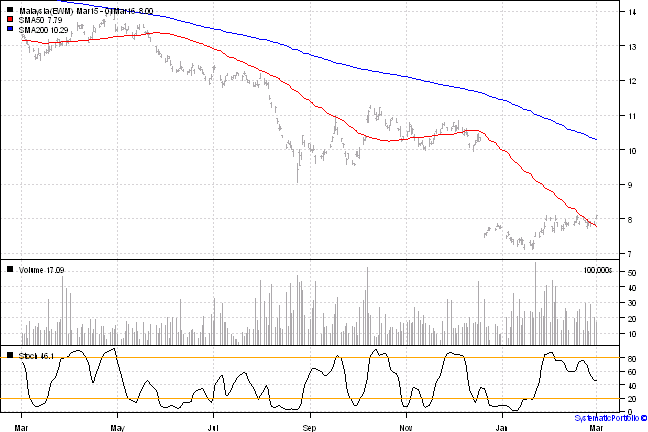 Malaysia(EWM) Mar15 - 01Mar16 8.00
SMA50 7.79
SMA200 10.29
14
13
12
11
10
9
8
7
Volume 17.09
100,000s
50
40
30
20
10
Stoch 46.1
80
60
40
20
0
Mar May Jul Sep Nov Jan Mar
SystematicPortfolio ©